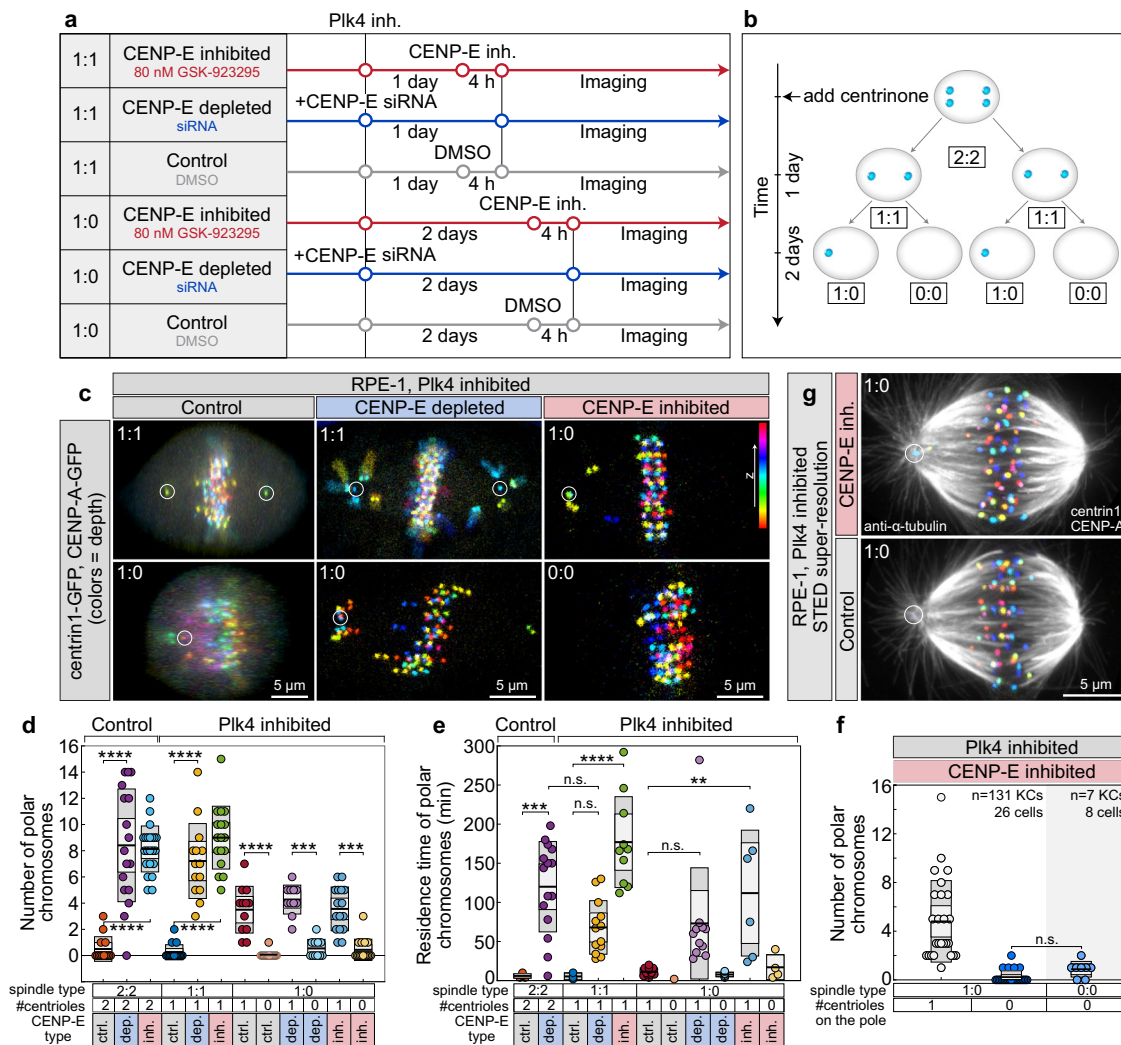 a
Plk4 inh.
1:1
CENP-E inhibited
80 nM GSK-923295
CENP-E inh.
1 day
4 h
Imaging
1:1
CENP-E depleted
siRNA
+CENP-E siRNA
1 day
Imaging
1:1
Control
DMSO
DMSO
1 day
4 h
Imaging
1:0
CENP-E inhibited
80 nM GSK-923295
CENP-E inh.
2 days
4 h
Imaging
1:0
CENP-E depleted
siRNA
+CENP-E siRNA
2 days
Imaging
1:0
Control
DMSO
DMSO
2 days
4 h
Imaging
b
add centrinone
2:2
Time
1 day
2 days
1:1
1:1
1:0
0:0
1:0
0:0
c
RPE-1, Plk4 inhibited
Control
CENP-E depleted
CENP-E inhibited
centrin1-GFP, CENP-A-GFP
(colors = depth)
1:1
1:1
1:0
z
1:0
1:0
0:0
5 µm
5 µm
5 µm
g
RPE-1, Plk4 inhibited
STED super-resolution
CENP-E inh.
Control
1:0
anti-α-tubulin
centrin1
CENP-A
1:0
5 µm
d
Control
Plk4 inhibited
Number of polar
chromosomes
16
14
12
10
8
6
4
2
0
****
****
****
****
****
***
***
spindle type
2:2
1:1
1:0
#centrioles
2
2
2
1
1
1
1
0
1
0
1
0
CENP-E
type
ctrl.
dep.
inh.
ctrl.
dep.
inh.
ctrl.
ctrl.
dep.
dep.
inh.
inh.
e
Control
Plk4 inhibited
Residence time of polar
chromosomes (min)
300
250
200
150
100
50
0
***
n.s.
n.s.
****
**
n.s.
spindle type
2:2
1:1
1:0
#centrioles
2
2
1
1
1
1
0
1
0
1
0
CENP-E
type
ctrl.
dep.
ctrl.
dep.
inh.
ctrl.
ctrl.
dep.
dep.
inh.
inh.
f
Plk4 inhibited
CENP-E inhibited
n=131 KCs
26 cells
n=7 KCs
8 cells
Number of polar
chromosomes
16
12
8
4
0
n.s.
spindle type
1:0
0:0
#centrioles
on the pole
1
0
0